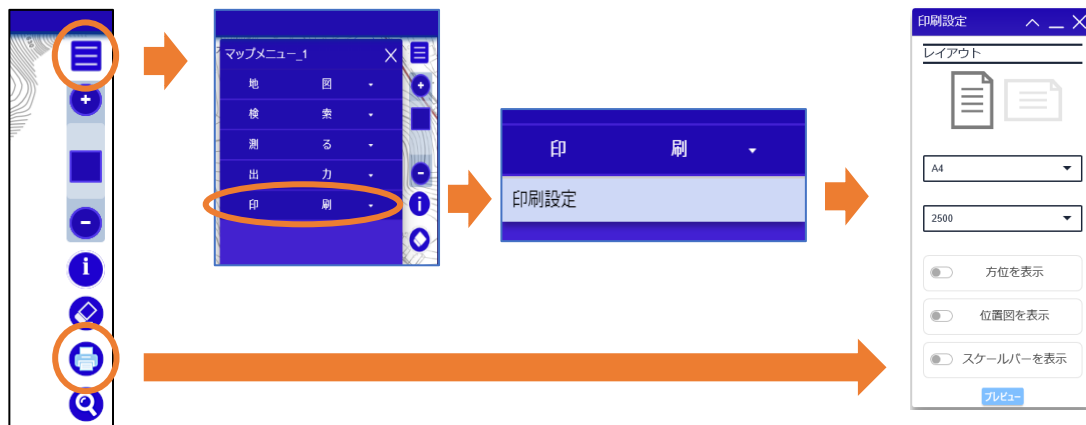 マップメニュー_1
地 図
検 索
測 る
出 力
印 刷
印 刷
印刷設定
印刷設定
レイアウト
A4
2500
方位を表示
位置図を表示
スケールバーを表示
プレビュー